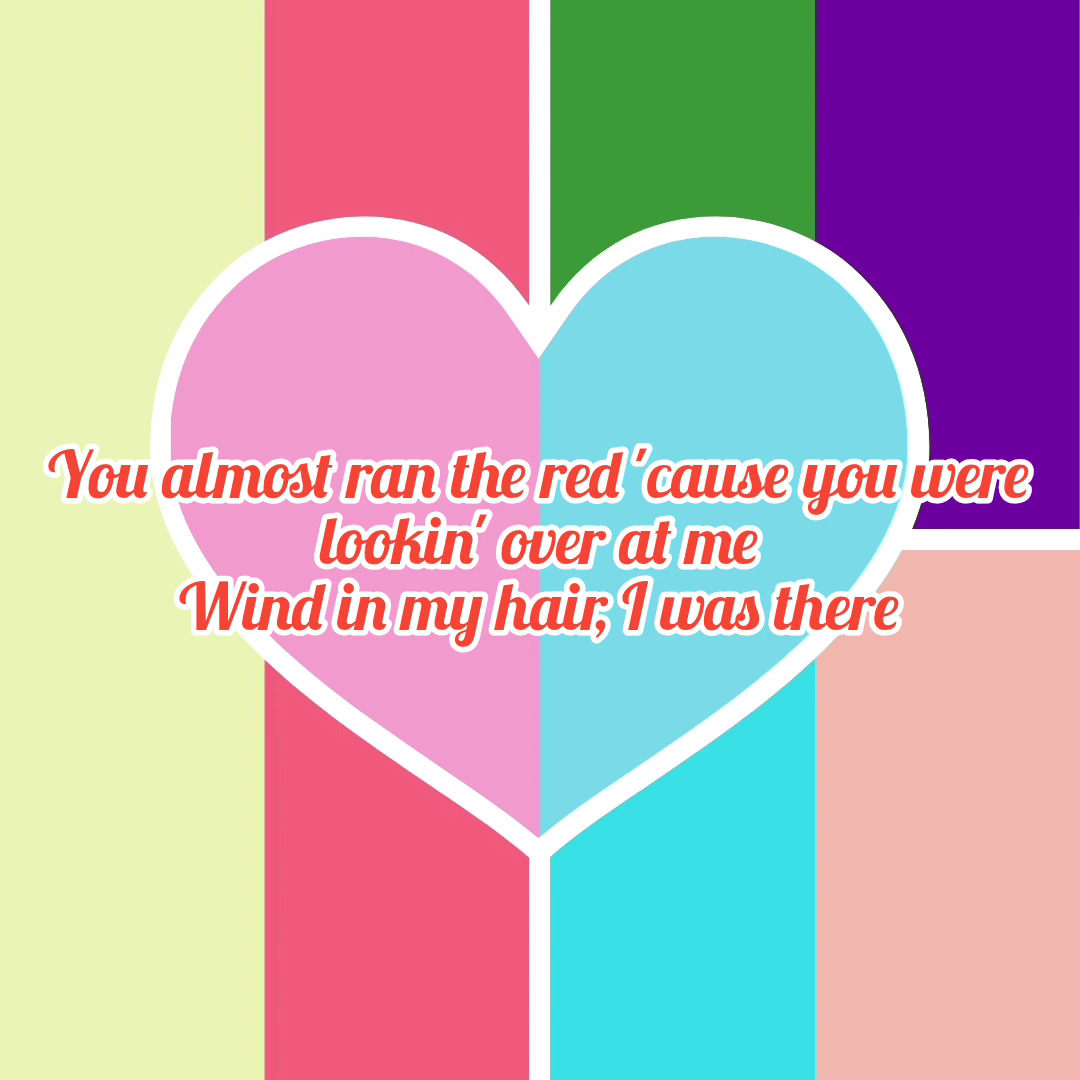 You almost ran the red 'cause you were
lookin' over at me
Wind in my hair, I was there